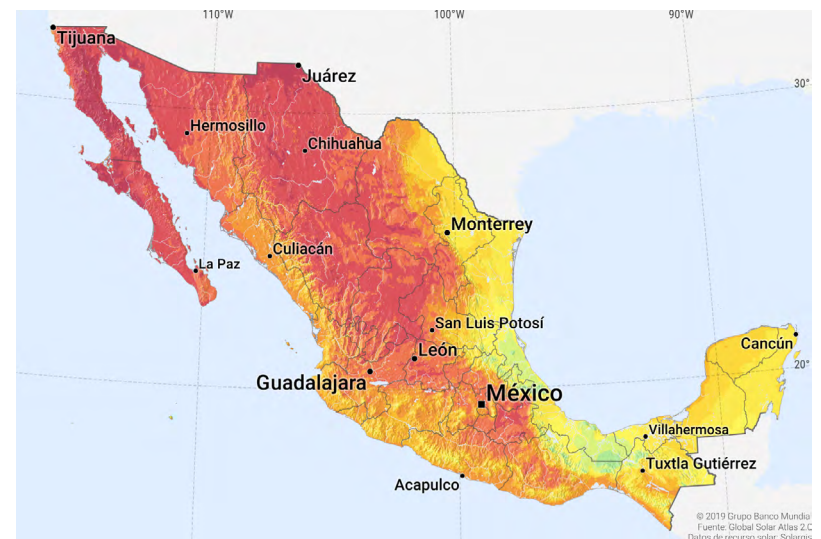 110°W
100°W
90°W
Tijuana
Juárez
30°
Hermosillo
Chihuahua
Monterrey
Culiacán
La Paz
San Luis Potosí
Cancún
León
20°
Guadalajara
México
Villahermosa
Tuxtla Gutiérrez
Acapulco
© 2019 Grupo Banco Mundia
Fuente: Global Solar Atlas 2.0
Datos de recurso solar: Solargis